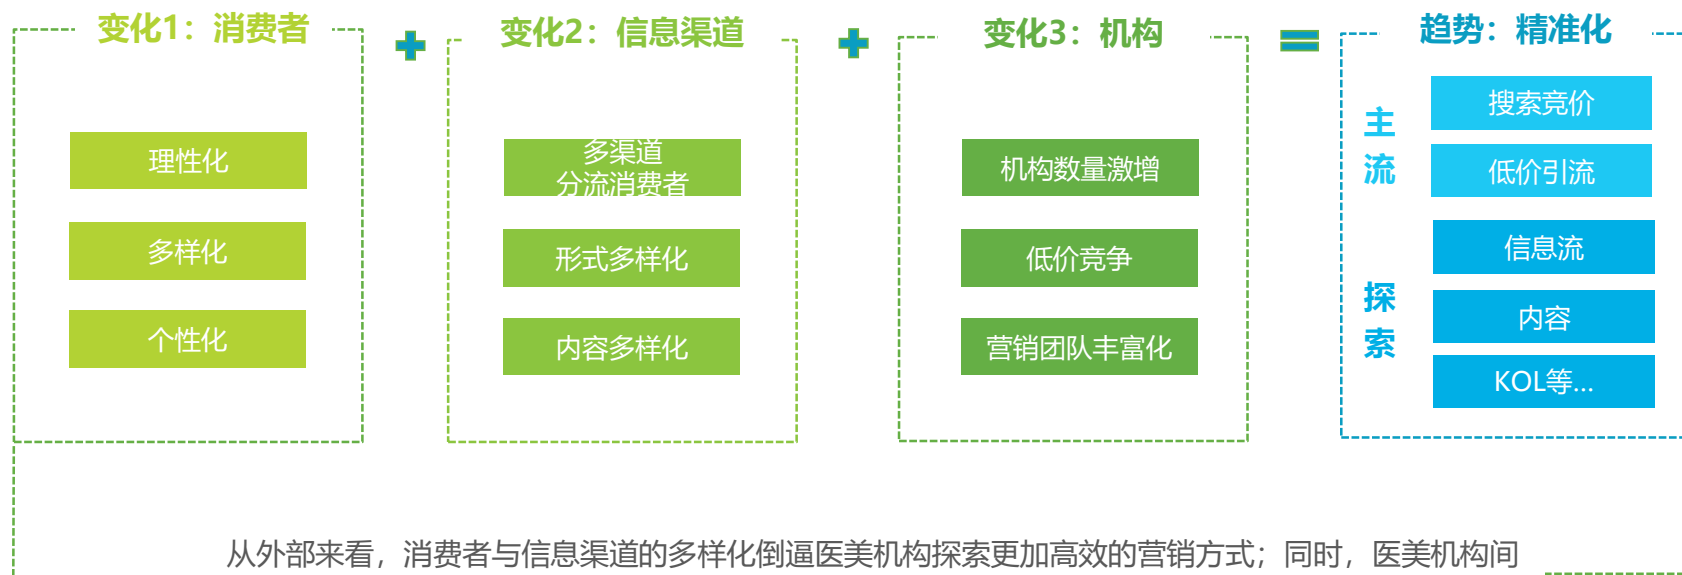 变化1：消费者
理性化
多样化
个性化
变化2：信息渠道
多渠道
分流消费者
形式多样化
内容多样化
变化3：机构
机构数量激增
低价竞争
营销团队丰富化
趋势：精准化
主流
搜索竞价
低价引流
探索
信息流
内容
KOL等...
从外部来看，消费者与信息渠道的多样化倒逼医美机构探索更加高效的营销方式；同时，医美机构间